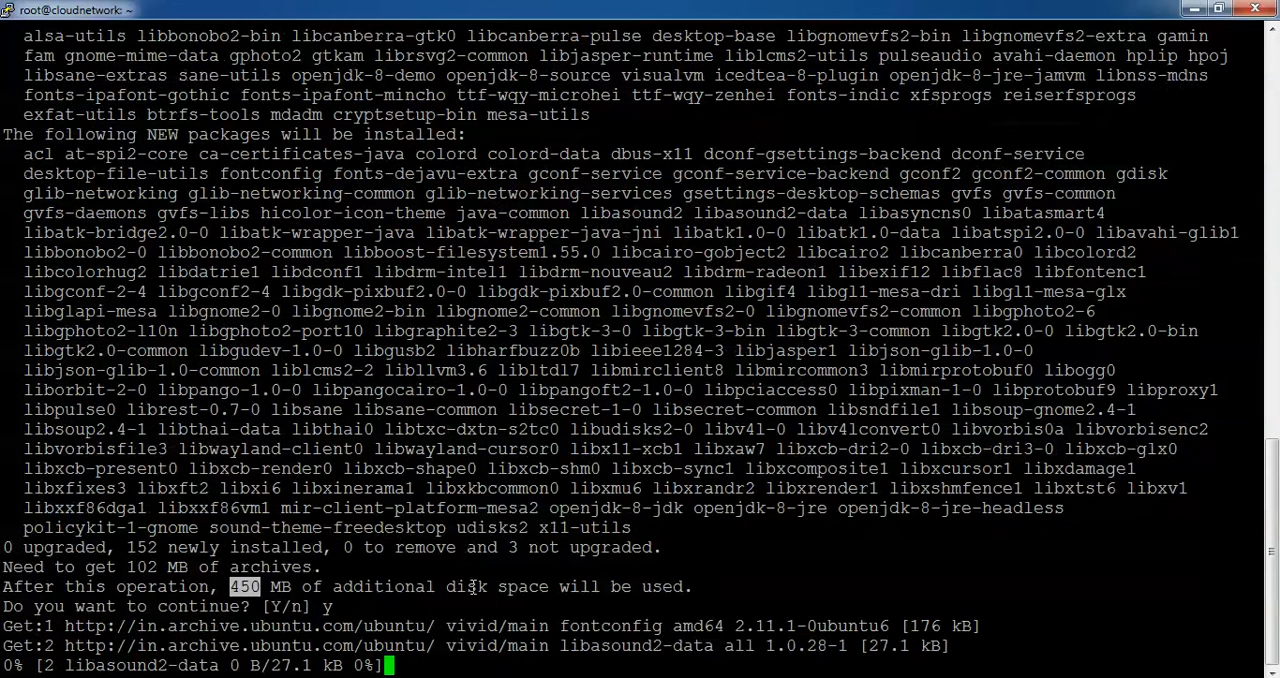 root@cloudnetwork: ~
alsa-utils libbonobo2-bin libcanberra-gtk0 libcanberra-pulse desktop-base libgnomevfs2-bin libgnomevfs2-extra gamin
fam gnome-mime-data gphoto2 gtkam librsvg2-common libjasper-runtime liblcms2-utils pulseaudio avahi-daemon hplip hpoj
libsane-extras sane-utils openjdk-8-demo openjdk-8-source visualvm icedtea-8-plugin openjdk-8-jre-jamvm libnss-mdns
fonts-ipafont-gothic fonts-ipafont-mincho ttf-wqy-microhei ttf-wqy-zenhei fonts-indic xfsprogs reiserfsprogs
exfat-utils btrfs-tools mdadm cryptsetup-bin mesa-utils
The following NEW packages will be installed:
acl at-spi2-core ca-certificates-java colord colord-data dbus-x11 dconf-gsettings-backend dconf-service
desktop-file-utils fontconfig fonts-dejavu-extra gconf-service gconf-service-backend gconf2 gconf2-common gdisk
glib-networking glib-networking-common glib-networking-services gsettings-desktop-schemas gvfs gvfs-common
gvfs-daemons gvfs-libs hicolor-icon-theme java-common libasound2 libasound2-data libasyncns0 libatasmart4
libatk-bridge2.0-0 libatk-wrapper-java libatk-wrapper-java-jni libatk1.0-0 libatk1.0-data libatspi2.0-0 libavahi-glib1
libbonobo2-0 libbonobo2-common libboost-filesystem1.55.0 libcairo-gobject2 libcairo2 libcanberra0 libcolord2
libcolorhug2 libdatrie1 libdconf1 libdrm-intel1 libdrm-nouveau2 libdrm-radeon1 libexif12 libflac8 libfontenc1
libgconf-2-4 libgconf2-4 libgdk-pixbuf2.0-0 libgdk-pixbuf2.0-common libgif4 libgl1-mesa-dri libgl1-mesa-glx
libglapi-mesa libgnome2-0 libgnome2-bin libgnome2-common libgnomevfs2-0 libgnomevfs2-common libgphoto2-6
libgphoto2-l10n libgphoto2-port10 libgraphite2-3 libgtk-3-0 libgtk-3-bin libgtk-3-common libgtk2.0-0 libgtk2.0-bin
libgtk2.0-common libgudev-1.0-0 libgusb2 libharfbuzz0b libieee1284-3 libjasper1 libjson-glib-1.0-0
libjson-glib-1.0-common liblcms2-2 libllvm3.6 libltdl7 libmirclient8 libmircommon3 libmirprotobuf0 libogg0
liborbit-2-0 libpango-1.0-0 libpangocairo-1.0-0 libpangoft2-1.0-0 libpciaccess0 libpixman-1-0 libprotobuf9 libproxy1
libpulse0 librest-0.7-0 libsane libsane-common libsecret-1-0 libsecret-common libsndfile1 libsoup-gnome2.4-1
libsoup2.4-1 libthai-data libthai0 libtxc-dxtn-s2tc0 libudisks2-0 libv4l-0 libv4lconvert0 libvorbis0a libvorbisenc2
libvorbisfile3 libwayland-client0 libwayland-cursor0 libx11-xcb1 libxaw7 libxcb-dri2-0 libxcb-dri3-0 libxcb-glx0
libxcb-present0 libxcb-render0 libxcb-shape0 libxcb-shm0 libxcb-sync1 libxcomposite1 libxcursor1 libxdamage1
libxfixes3 libxft2 libxi6 libxinerama1 libxkbcommon0 libxmu6 libxrandr2 libxrender1 libxshmfence1 libxtst6 libxv1
libxxf86dga1 libxxf86vm1 mir-client-platform-mesa2 openjdk-8-jdk openjdk-8-jre openjdk-8-jre-headless
policykit-1-gnome sound-theme-freedesktop udisks2 x11-utils
0 upgraded, 152 newly installed, 0 to remove and 3 not upgraded.
Need to get 102 MB of archives.
After this operation, 450 MB of additional disk space will be used.
Do you want to continue? [Y/n] y
Get:1 http://in.archive.ubuntu.com/ubuntu/ vivid/main fontconfig amd64 2.11.1-0ubuntu6 [176 kB]
Get:2 http://in.archive.ubuntu.com/ubuntu/ vivid/main libasound2-data all 1.0.28-1 [27.1 kB]
0% [2 libasound2-data 0 B/27.1 kB 0%]